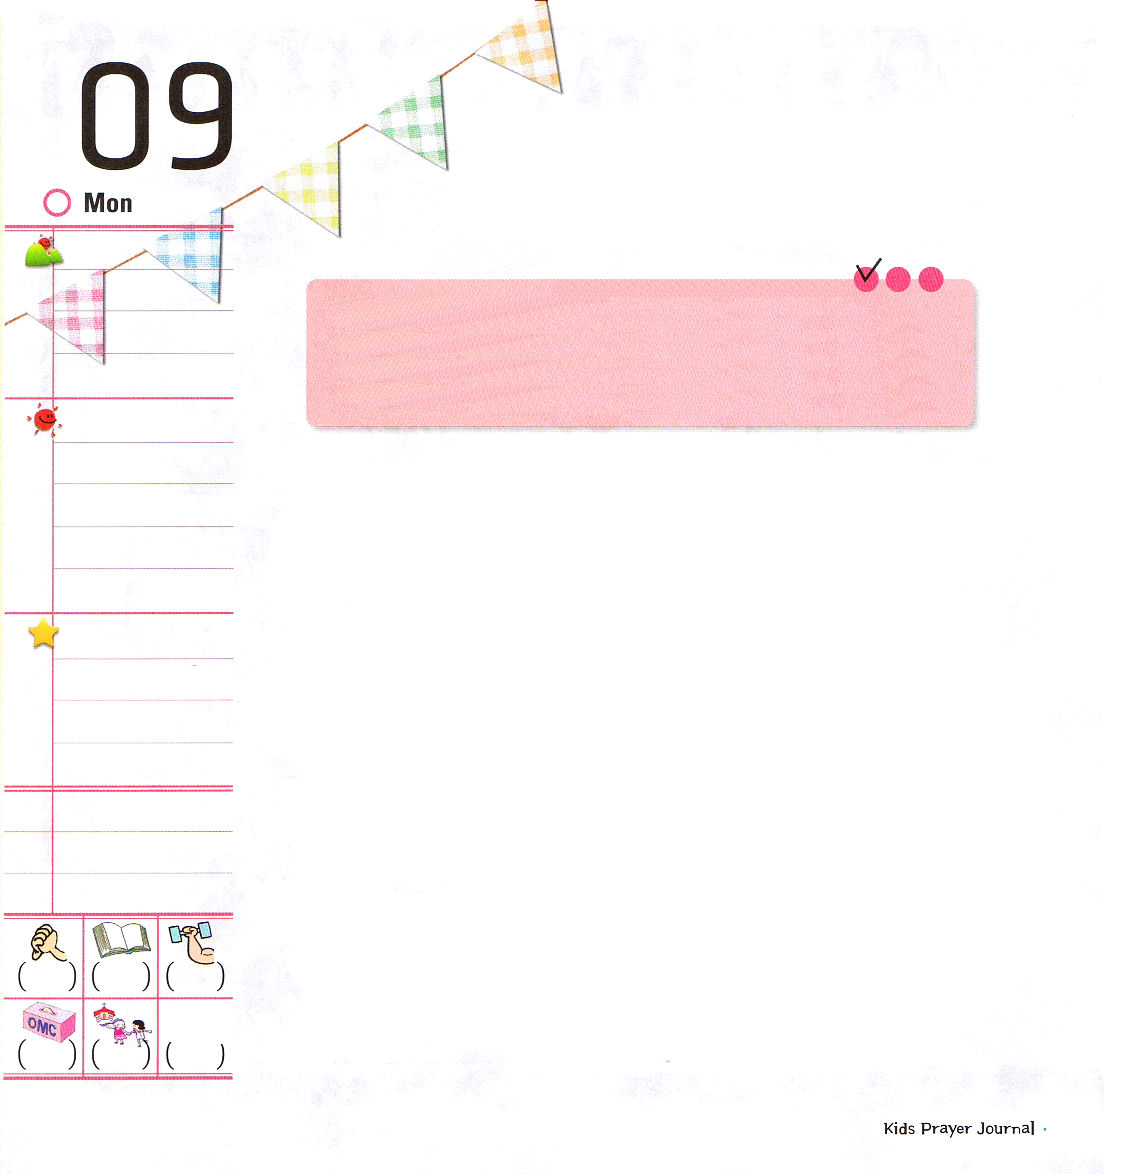 09
Mon
( ) ( ) ( )
OMC
( ) ( ) ( )
Kids Prayer Journal